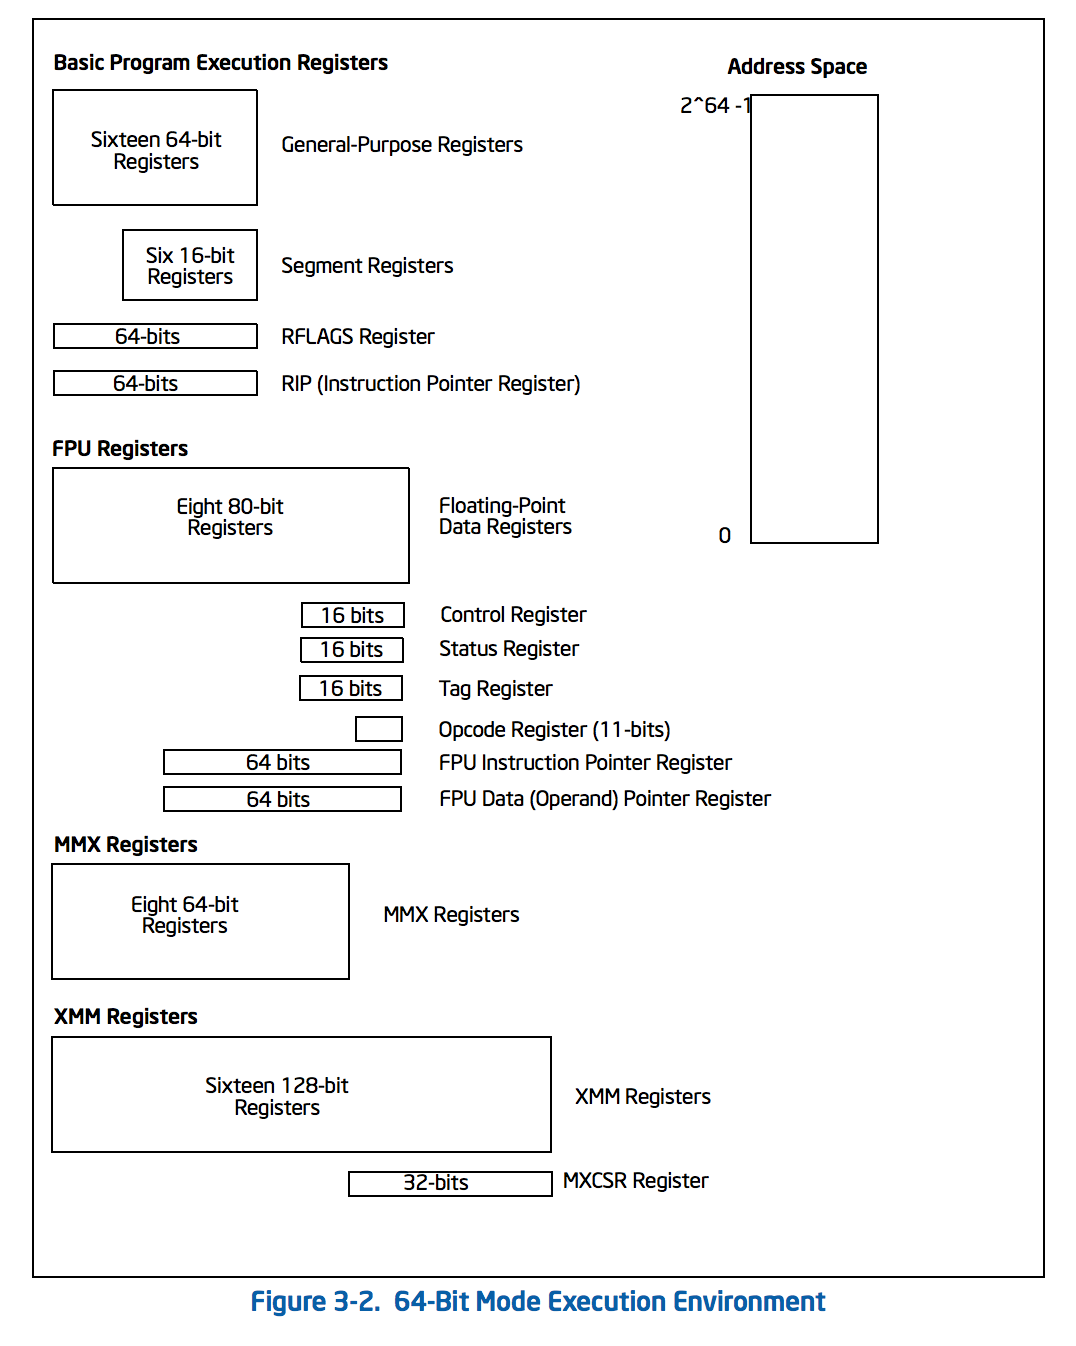 Basic Program Execution Registers
Address Space
2^64 -1
Sixteen 64-bit
Registers
General-Purpose Registers
Six 16-bit
Registers
Segment Registers
64-bits
RFLAGS Register
64-bits
RIP (Instruction Pointer Register)
FPU Registers
Eight 80-bit
Registers
Floating-Point
Data Registers
0
16 bits
Control Register
16 bits
Status Register
16 bits
Tag Register
Opcode Register (11-bits)
64 bits
FPU Instruction Pointer Register
64 bits
FPU Data (Operand) Pointer Register
MMX Registers
Eight 64-bit
Registers
MMX Registers
XMM Registers
Sixteen 128-bit
Registers
XMM Registers
32-bits
MXCSR Register
Figure 3-2. 64-Bit Mode Execution Environment